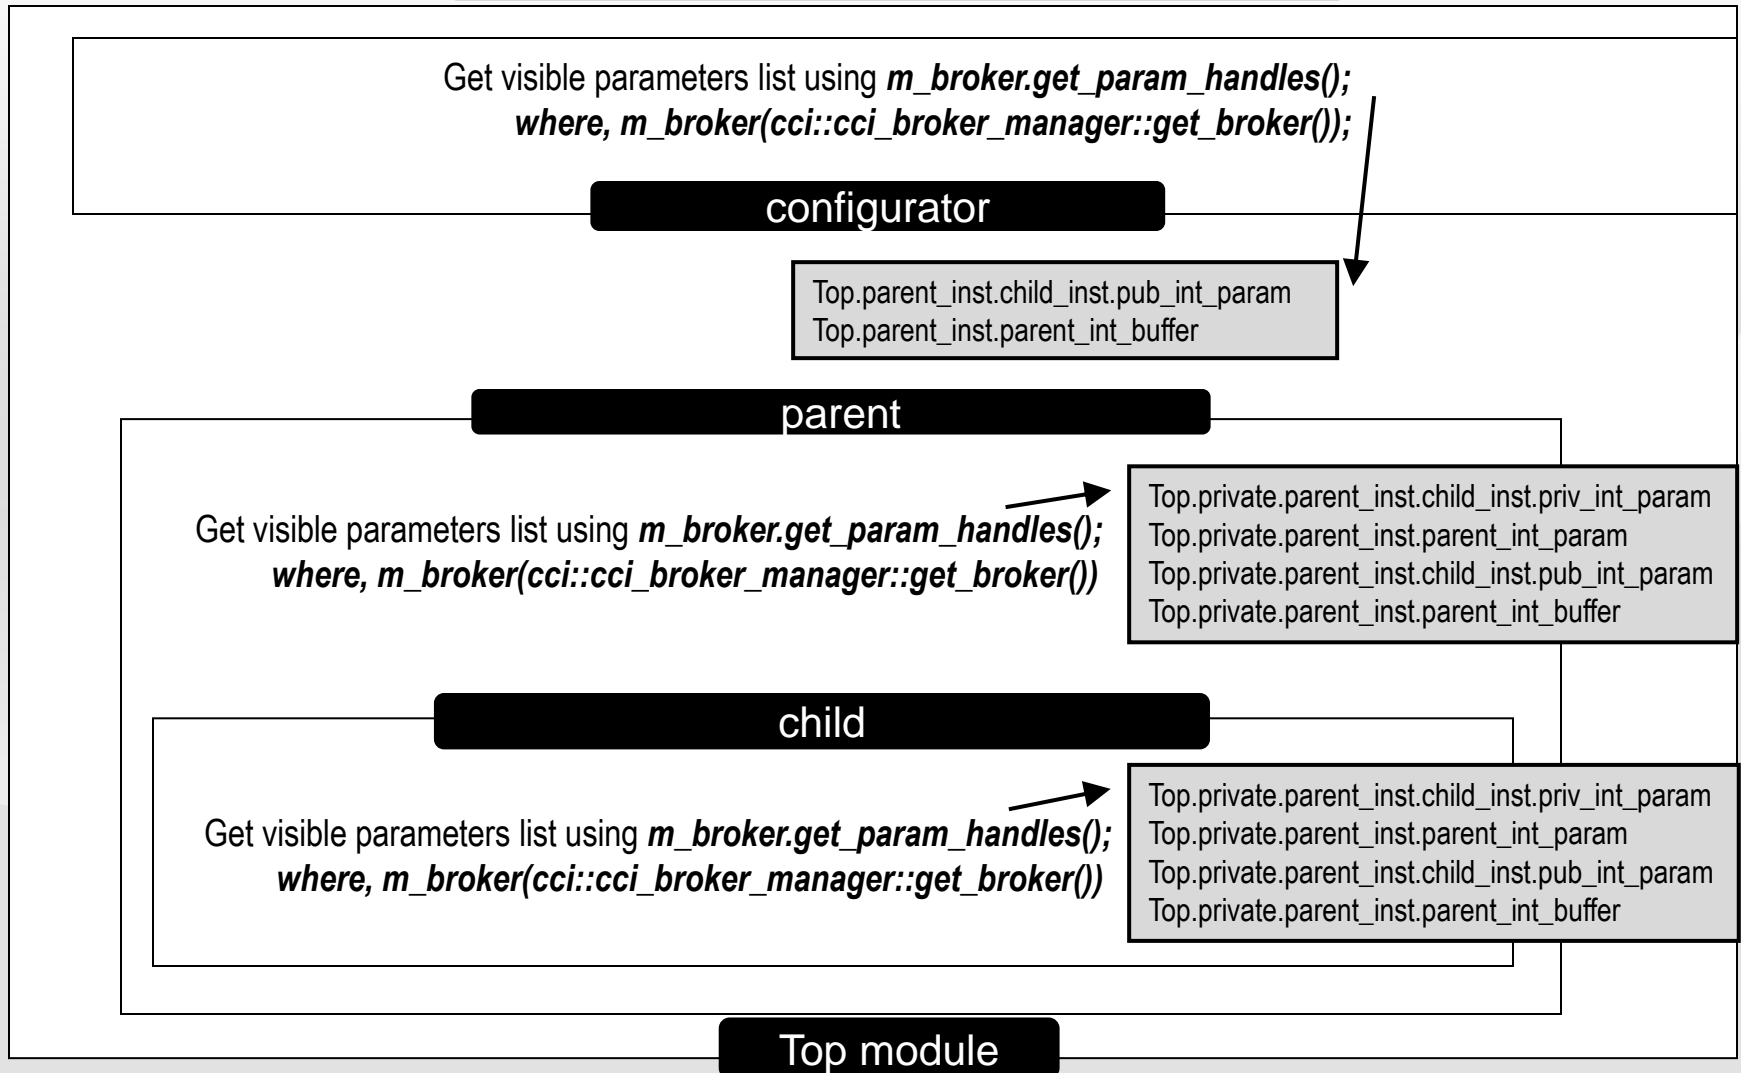 Get visible parameters list using m_broker.get_param_handles();
where, m_broker(cci::cci_broker_manager::get_broker());
configurator
Top.parent_inst.child_inst.pub_int_param
Top.parent_inst.parent_int_buffer
parent
Get visible parameters list using m_broker.get_param_handles();
where, m_broker(cci::cci_broker_manager::get_broker())
Top.private.parent_inst.child_inst.priv_int_param
Top.private.parent_inst.parent_int_param
Top.private.parent_inst.child_inst.pub_int_param
Top.private.parent_inst.parent_int_buffer
child
Get visible parameters list using m_broker.get_param_handles();
where, m_broker(cci::cci_broker_manager::get_broker())
Top.private.parent_inst.child_inst.priv_int_param
Top.private.parent_inst.parent_int_param
Top.private.parent_inst.child_inst.pub_int_param
Top.private.parent_inst.parent_int_buffer
Top module